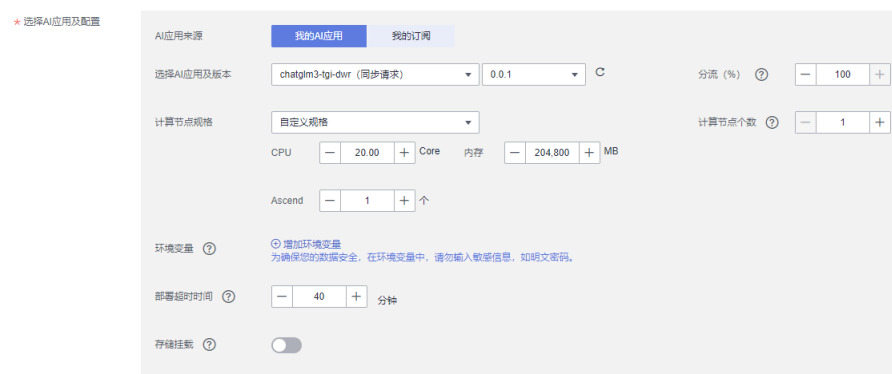 * 选择AI应用及配置
AI应用来源 我的AI应用 我的订阅
选择AI应用及版本 chatglm3-tgi-dwr（同步请求） 0.0.1 分流（%） ? — 100 +
计算节点规格 自定义规格 计算节点个数 ? — 1 +
CPU — 20.00 + Core 内存 — 204,800 + MB
Ascend — 1 + 个
环境变量 ? 增加环境变量
为确保您的数据安全，在环境变量中，请勿输入敏感信息，如明文密码。
部署超时时间 ? — 40 + 分钟
存储挂载 ?